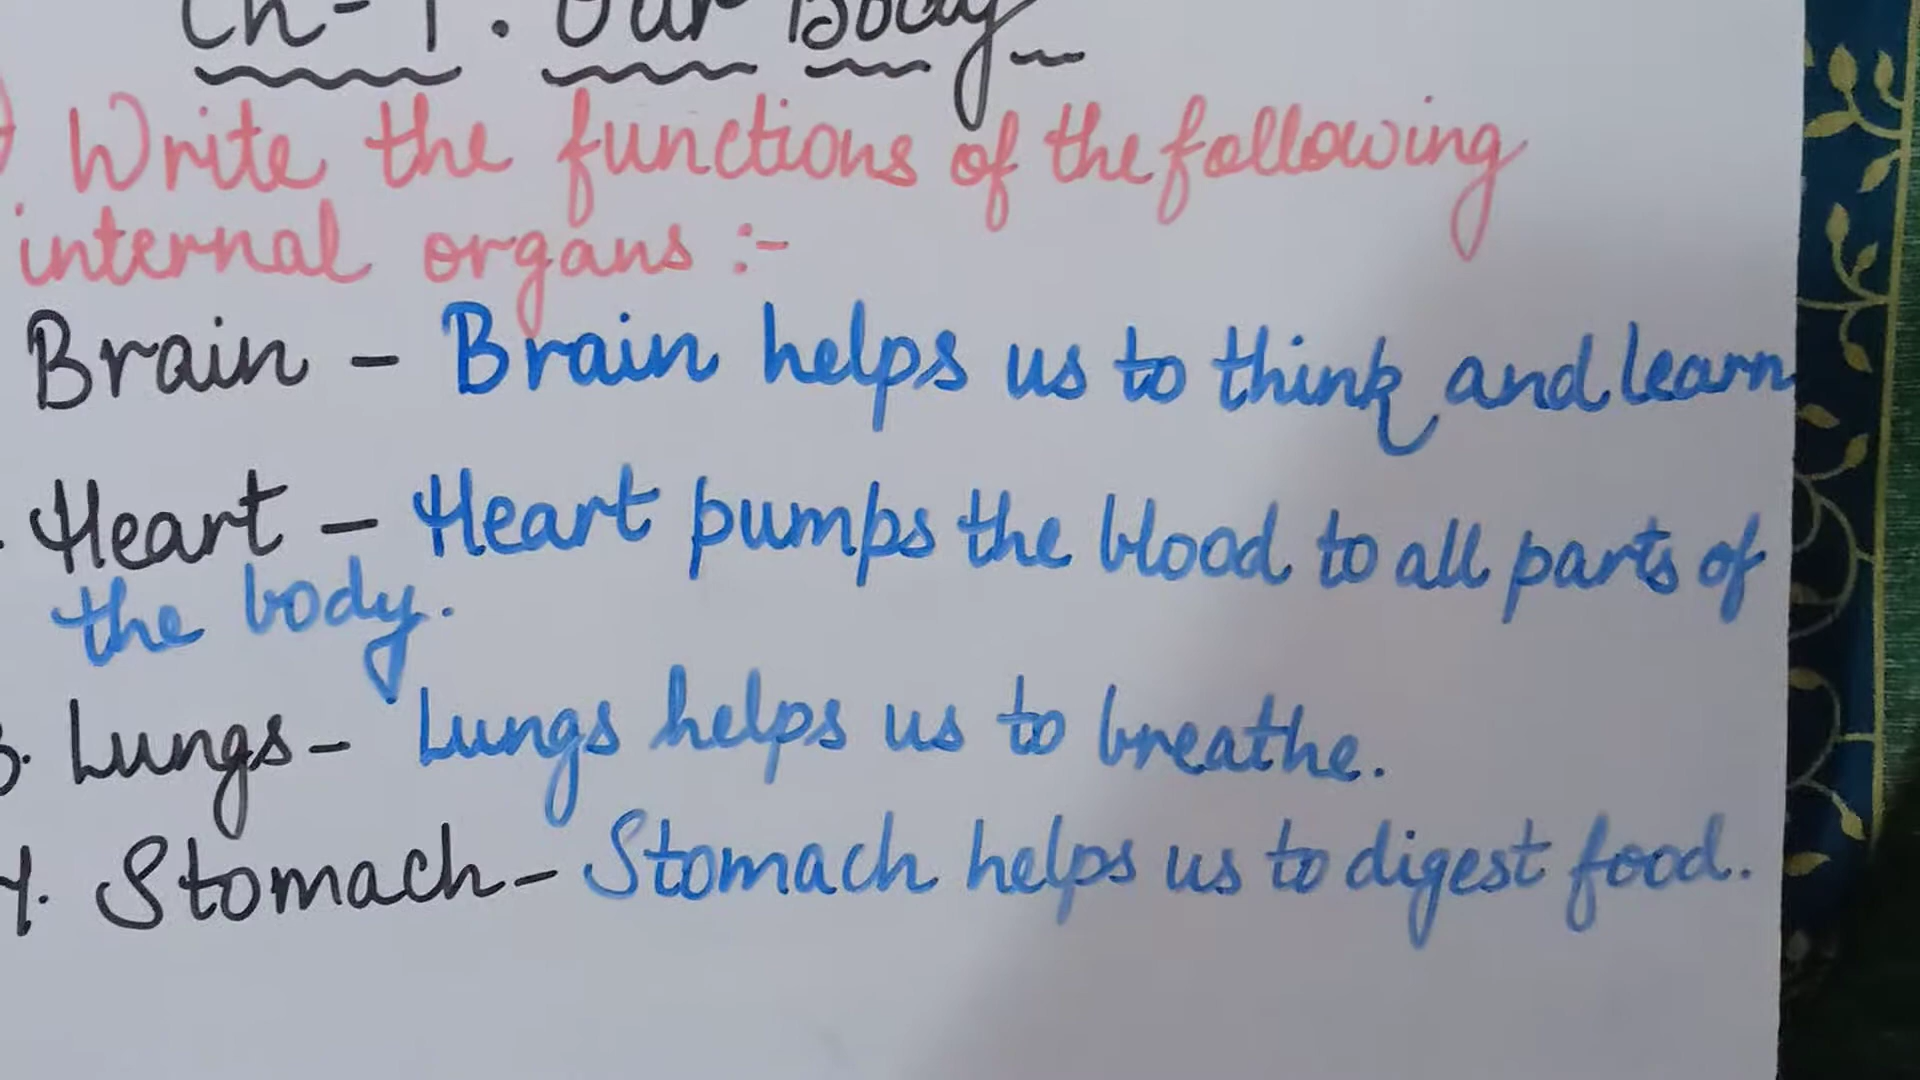 Ch-1. Our Body
Write the functions of the following
internal organs :-
Brain - Brain helps us to think and learn
Heart - Heart pumps the blood to all parts of
the body.
3. Lungs - Lungs helps us to breathe.
4. Stomach - Stomach helps us to digest food.